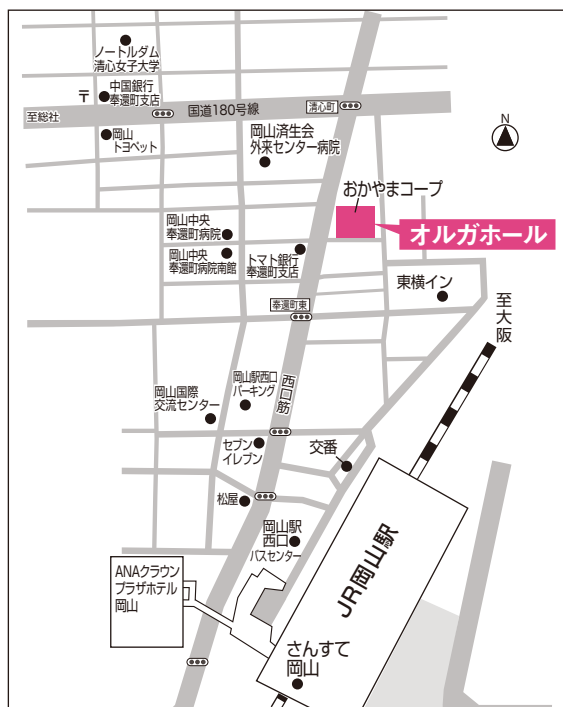 ノートルダム
清心女子大学
〒
中国銀行
奉還町支店
至総社
国道180号線
清心町
N
岡山
トヨペット
岡山済生会
外来センター病院
おかやまコープ
オルガホール
岡山中央
奉還町病院
岡山中央
奉還町病院南館
トマト銀行
奉還町支店
東横イン
奉還町東
至大阪
岡山国際
交流センター
岡山駅西口
パーキング
西口筋
セブン
イレブン
交番
松屋
岡山駅
西口
バスセンター
JR岡山駅
ANAクラウン
プラザホテル
岡山
さんすて
岡山